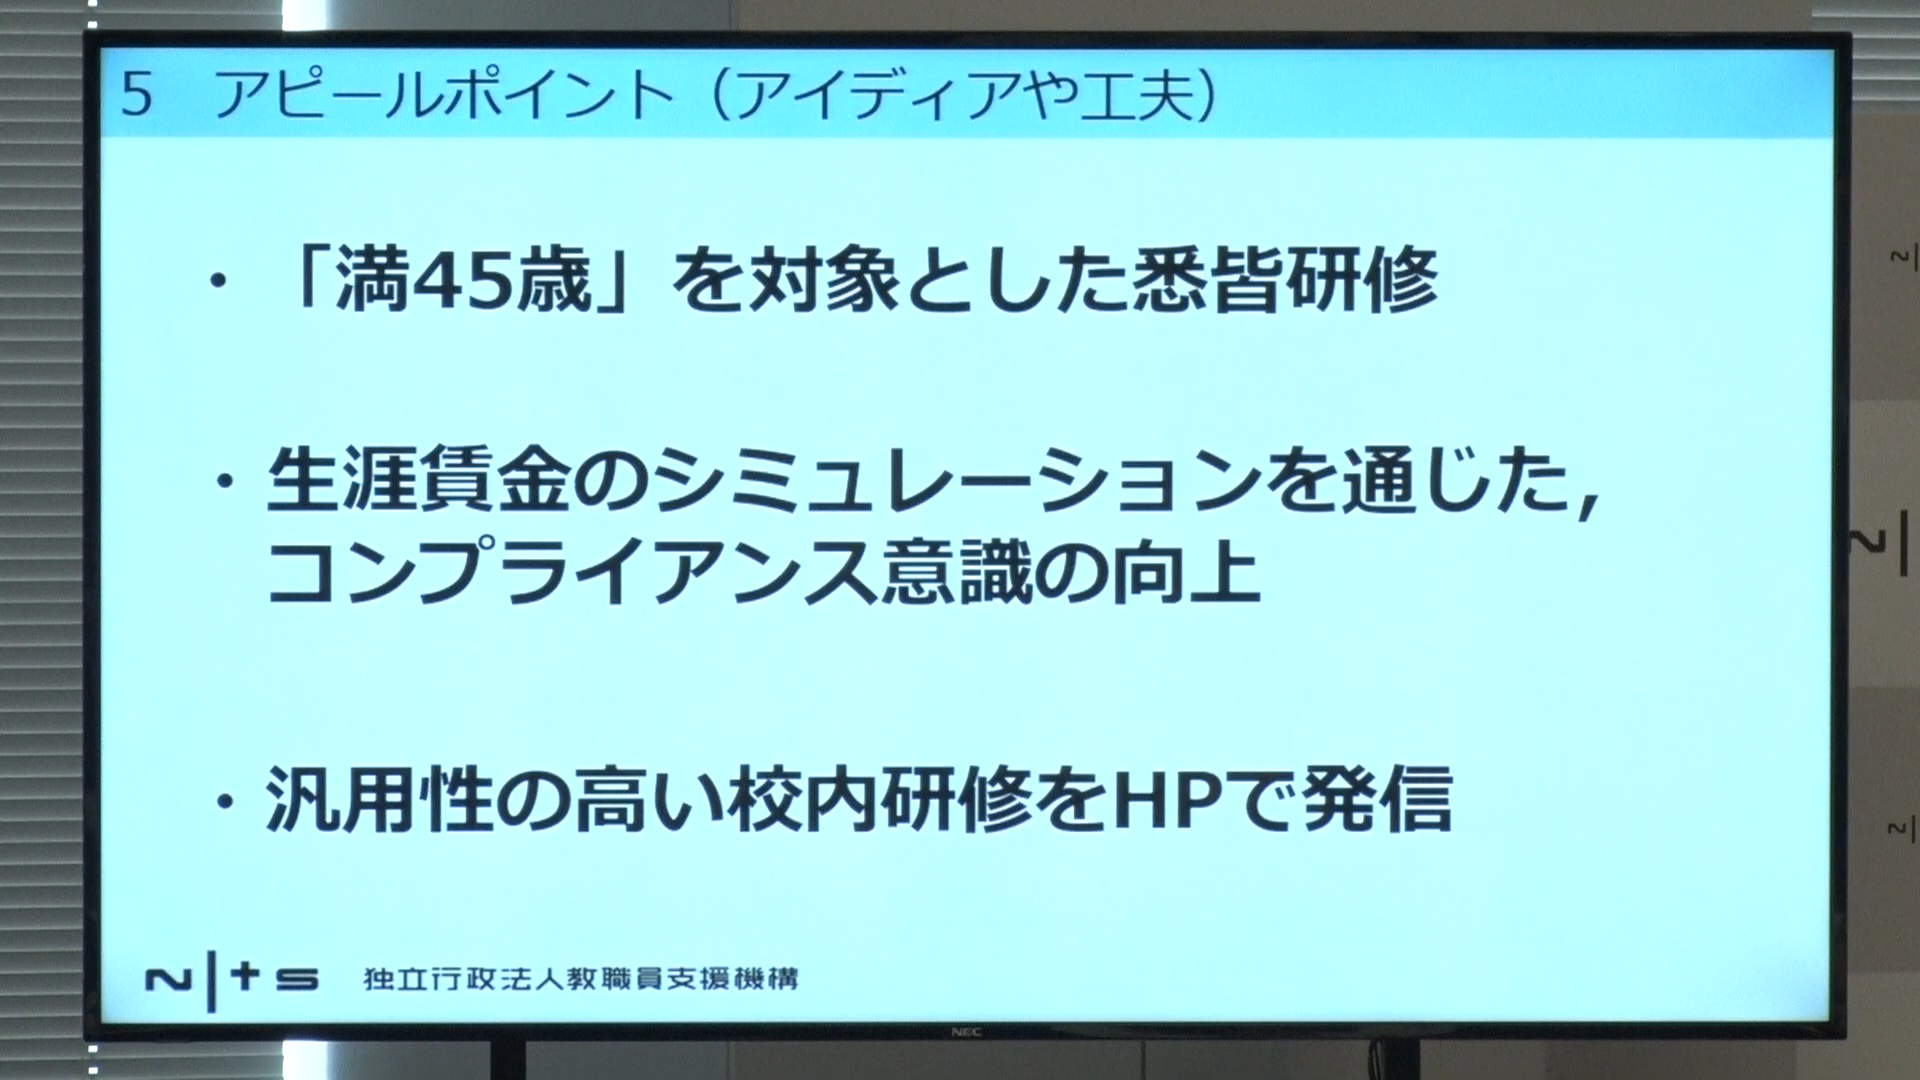 5 アピールポイント（アイディアや工夫）
・「満45歳」を対象とした悉皆研修
・生涯賃金のシミュレーションを通じた，
コンプライアンス意識の向上
・汎用性の高い校内研修をHPで発信
N|ts 独立行政法人教職員支援機構
NEC